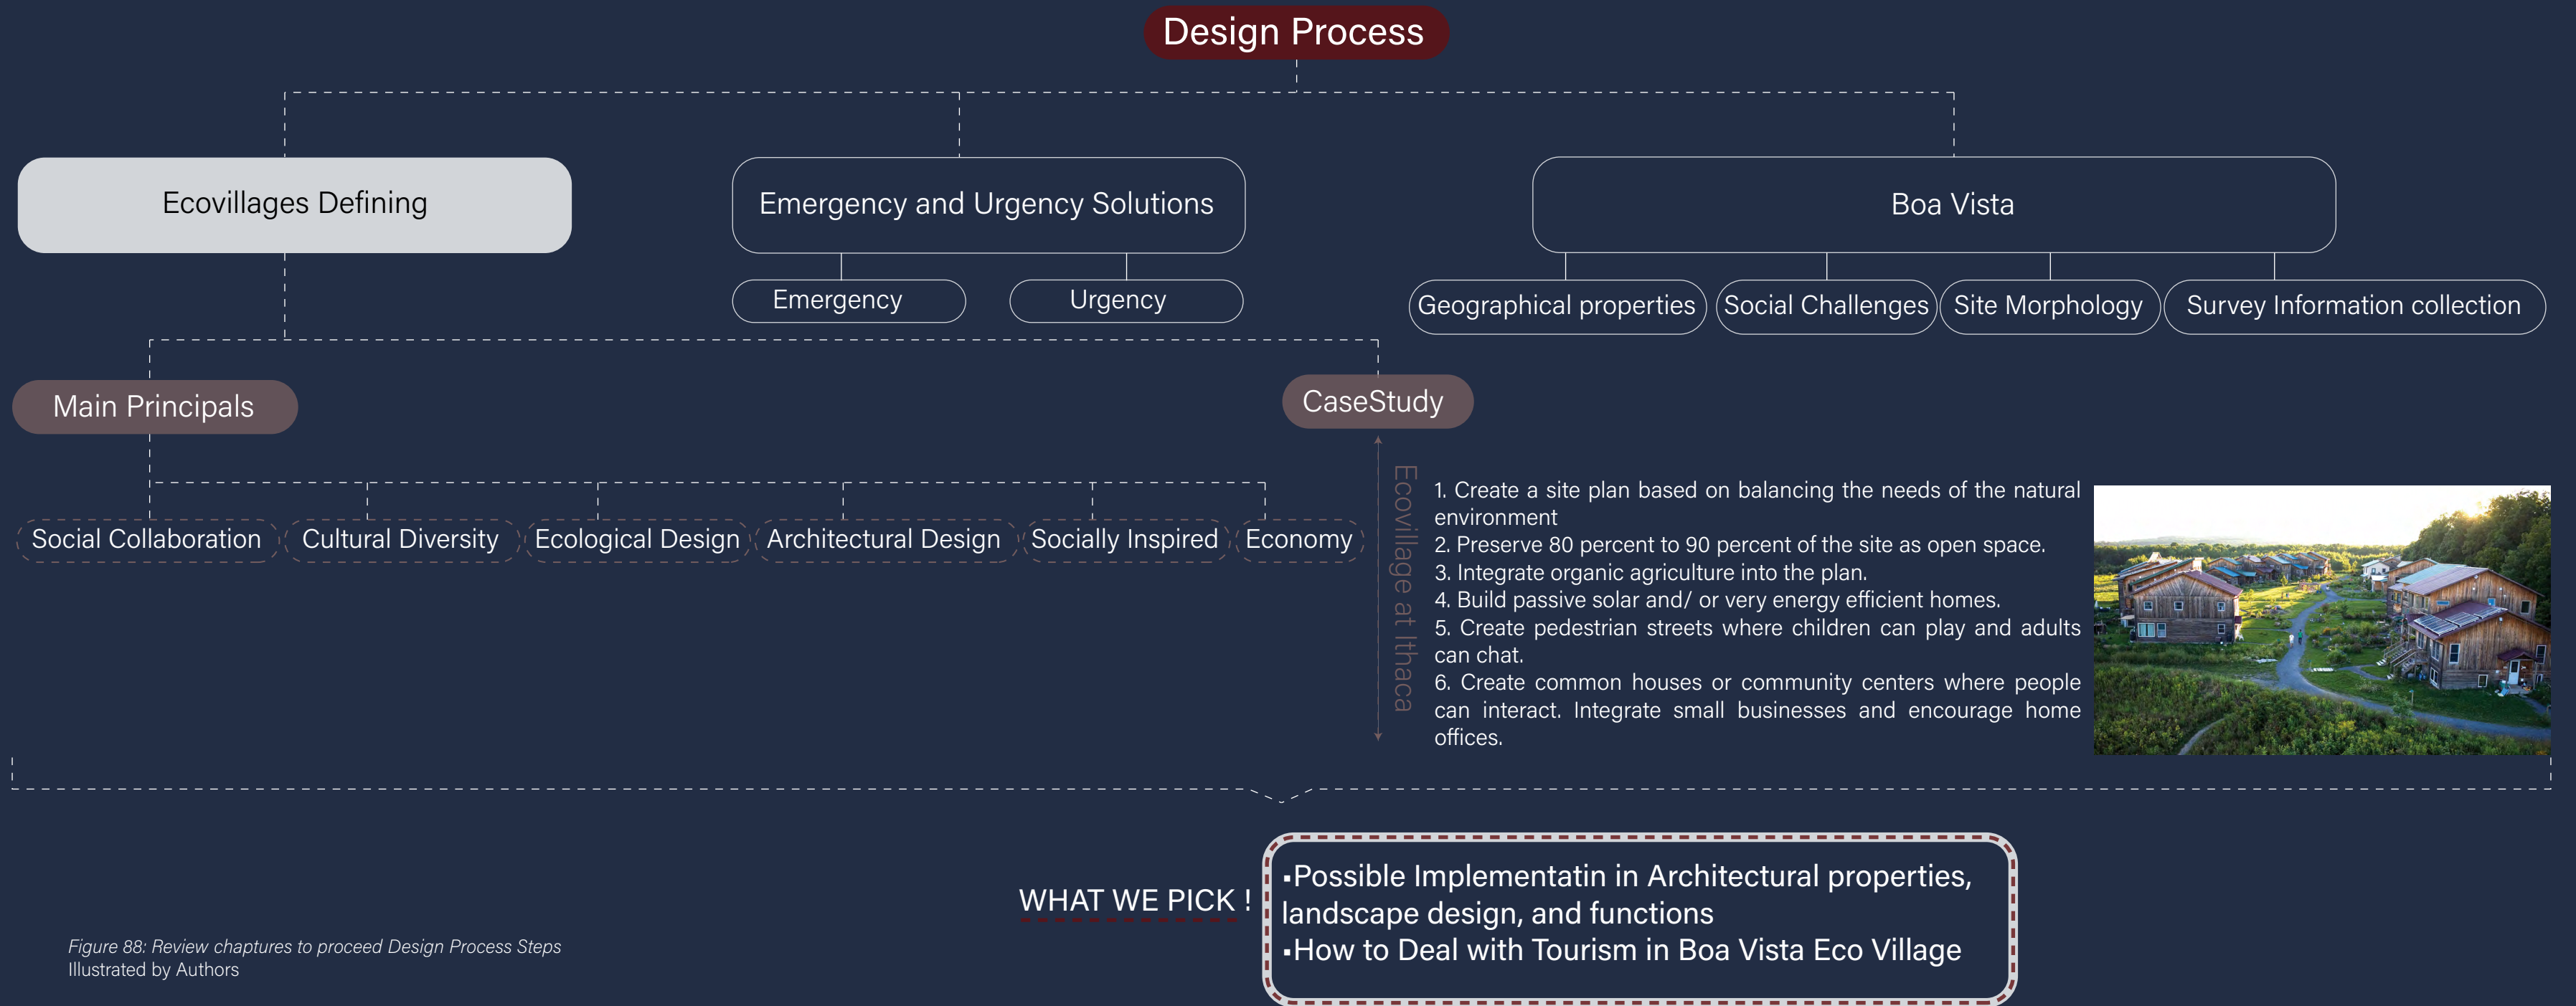 Design Process
Ecovillages Defining
Emergency and Urgency Solutions
Boa Vista
Emergency
Urgency
Geographical properties
Social Challenges
Site Morphology
Survey Information collection
Main Principals
CaseStudy
Social Collaboration
Cultural Diversity
Ecological Design
Architectural Design
Socially Inspired
Economy
Ecovillage at Ithaca
1. Create a site plan based on balancing the needs of the natural
environment
2. Preserve 80 percent to 90 percent of the site as open space.
3. Integrate organic agriculture into the plan.
4. Build passive solar and/ or very energy efficient homes.
5. Create pedestrian streets where children can play and adults
can chat.
6. Create common houses or community centers where people
can interact. Integrate small businesses and encourage home
offices.
WHAT WE PICK !
▪Possible Implementatin in Architectural properties,
landscape design, and functions
▪How to Deal with Tourism in Boa Vista Eco Village
Figure 88: Review chaptures to proceed Design Process Steps
Illustrated by Authors